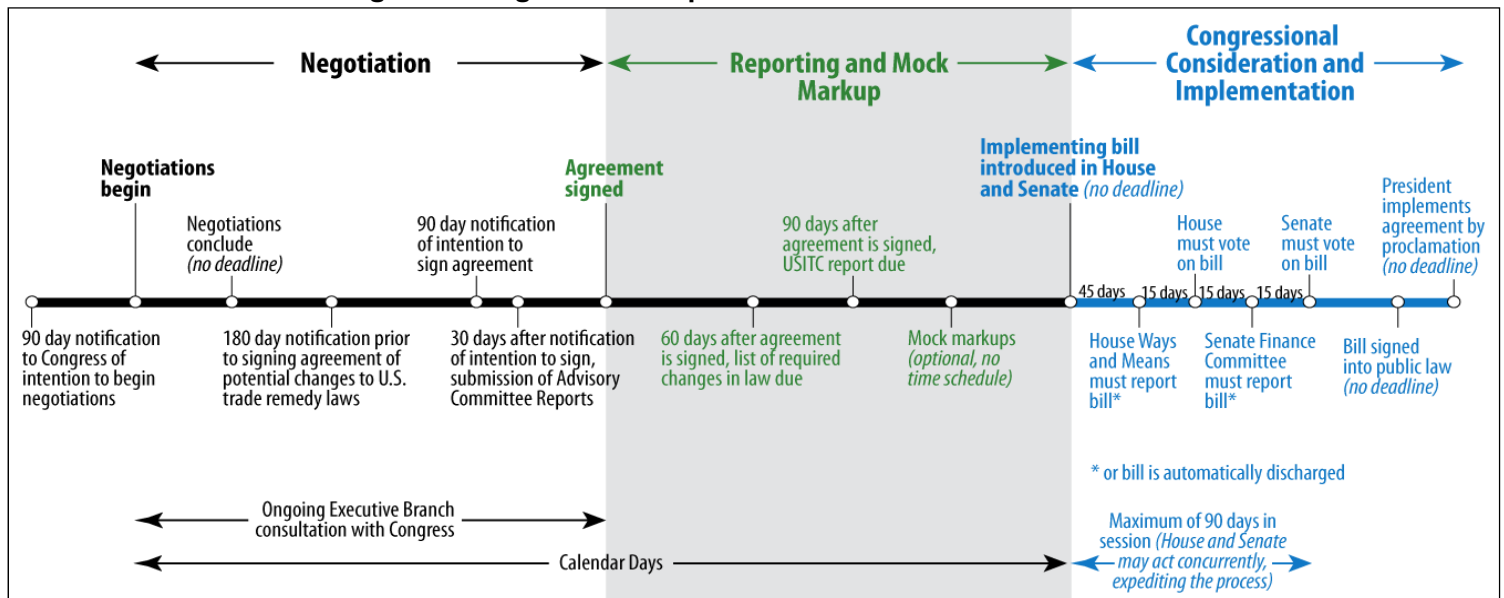 Negotiation
Reporting and Mock
Markup
Congressional
Consideration and
Implementation
Negotiations
begin
Agreement
signed
Implementing bill
introduced in House
and Senate (no deadline)
Negotiations
conclude
(no deadline)
90 day notification
of intention to
sign agreement
90 days after
agreement is signed,
USITC report due
House
must vote
on bill
Senate
must vote
on bill
President
implements
agreement by
proclamation
(no deadline)
45 days
15 days
15 days
15 days
90 day notification
to Congress of
intention to begin
negotiations
180 day notification prior
to signing agreement of
potential changes to U.S.
trade remedy laws
30 days after notification
of intention to sign,
submission of Advisory
Committee Reports
60 days after agreement
is signed, list of required
changes in law due
Mock markups
(optional, no
time schedule)
House Ways
and Means
must report
bill*
Senate Finance
Committee
must report
bill*
Bill signed
into public law
(no deadline)
* or bill is automatically discharged
Ongoing Executive Branch
consultation with Congress
Calendar Days
Maximum of 90 days in
session (House and Senate
may act concurrently,
expediting the process)